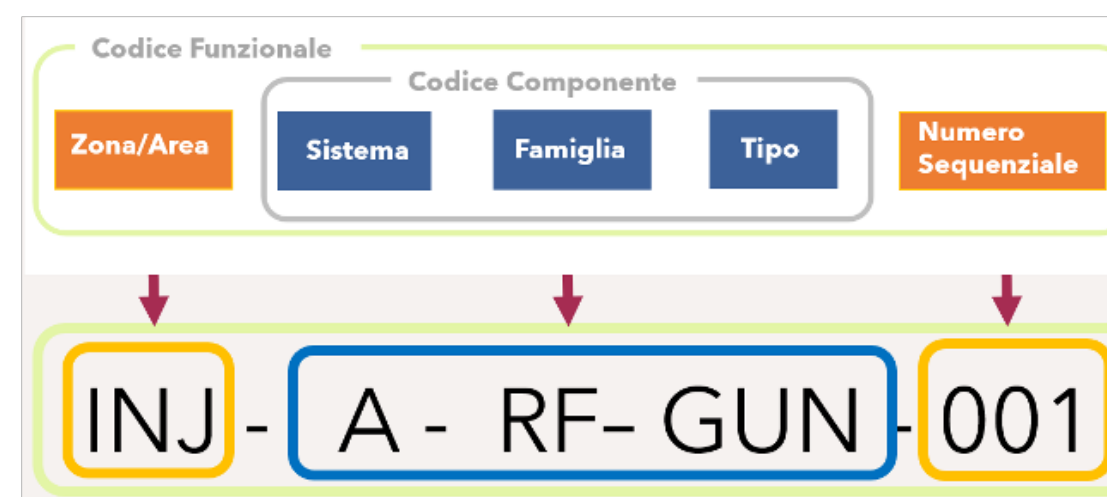 Codice Funzionale
Codice Componente
Zona/Area Sistema Famiglia Tipo Numero Sequenziale
INJ - A - RF– GUN - 001